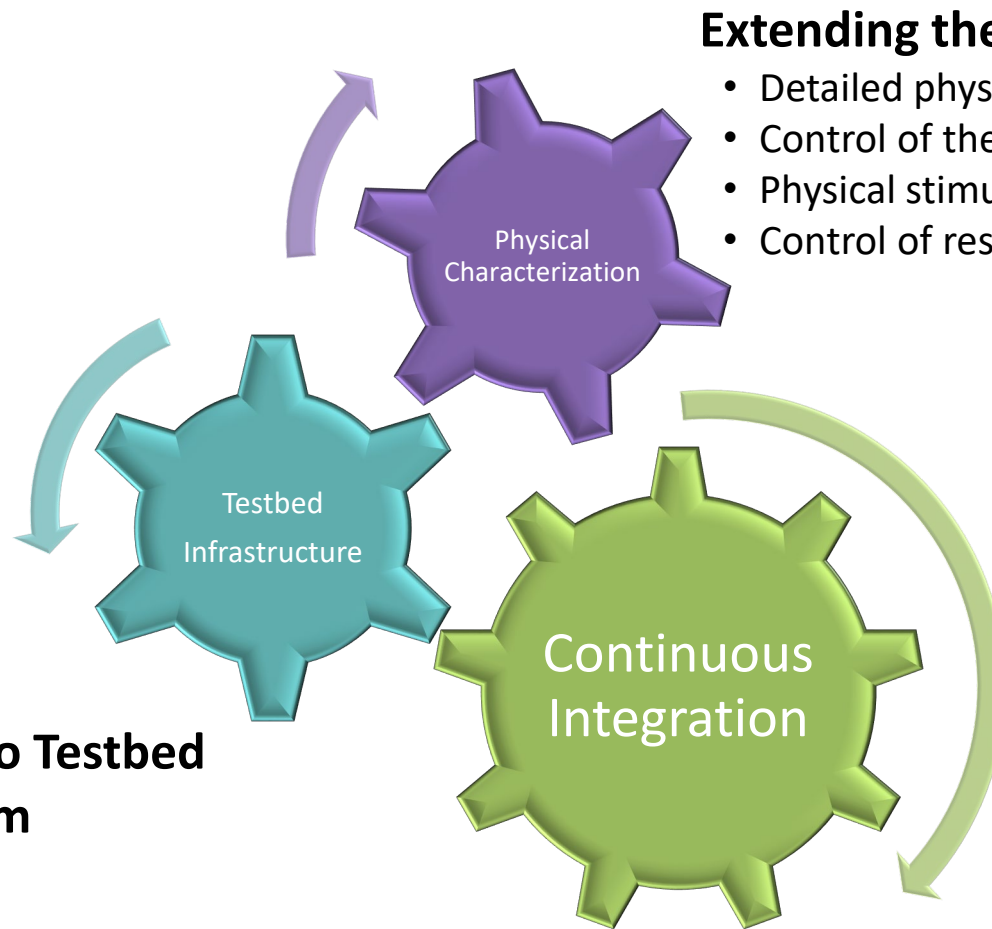 Extending the
• Detailed phys
• Control of the
• Physical stimu
• Control of res
Physical
Characterization
Testbed
Infrastructure
Continuous
Integration
o Testbed
m